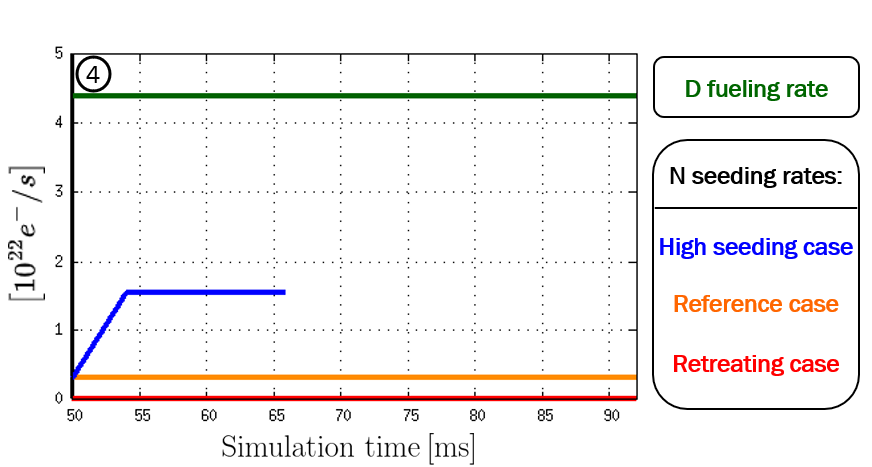 5
4
3
2
1
0
④
[10²² e⁻/s]
50 55 60 65 70 75 80 85 90
Simulation time [ms]
D fueling rate
N seeding rates:
High seeding case
Reference case
Retreating case